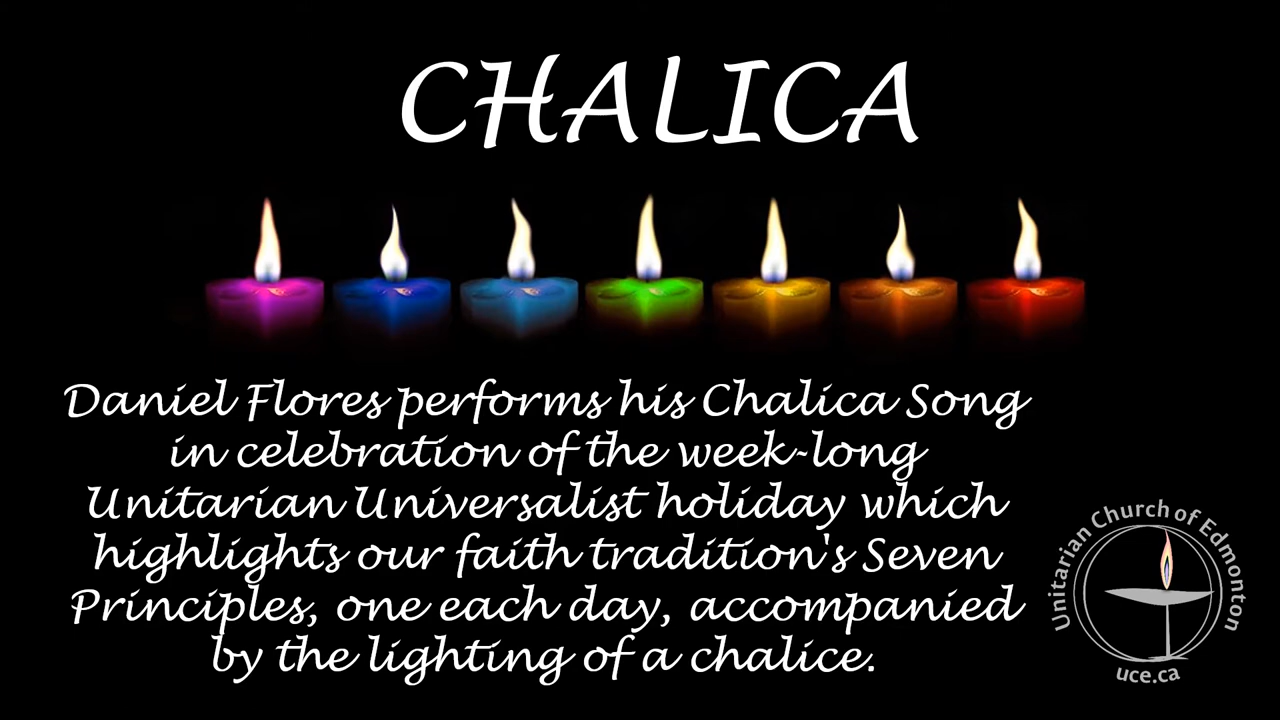 CHALICA
Daniel Flores performs his Chalica Song
in celebration of the week-long
Unitarian Universalist holiday which
highlights our faith tradition's Seven
Principles, one each day, accompanied
by the lighting of a chalice.
Unitarian Church of Edmonton
uce.ca